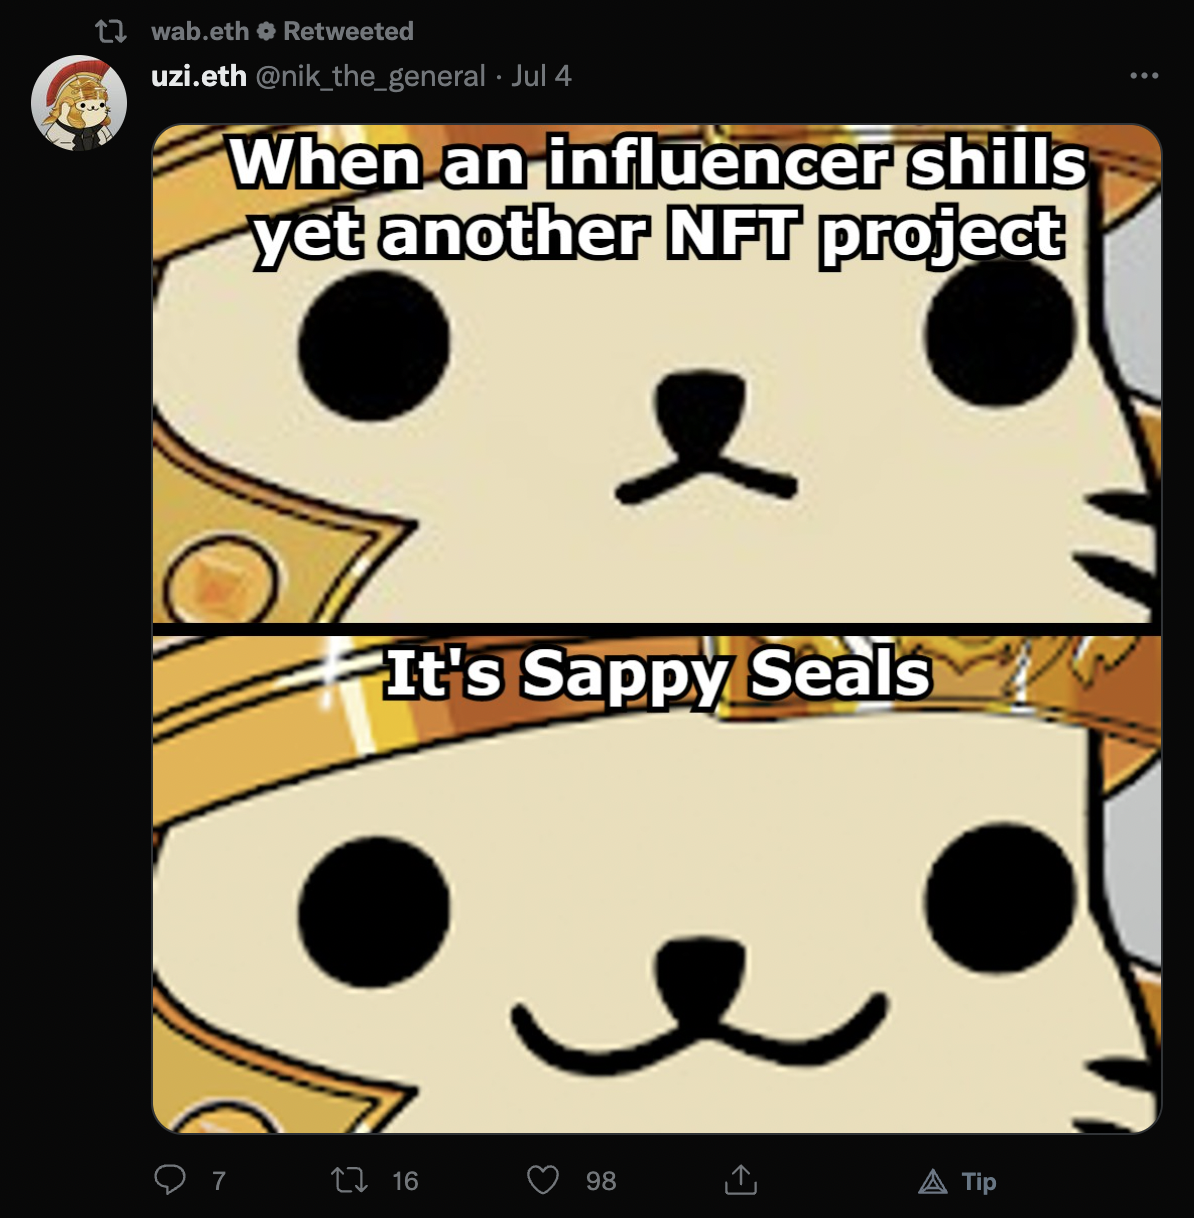 wab.eth Retweeted
uzi.eth @nik_the_general · Jul 4
When an influencer shills
yet another NFT project
It's Sappy Seals
7 16 98 Tip